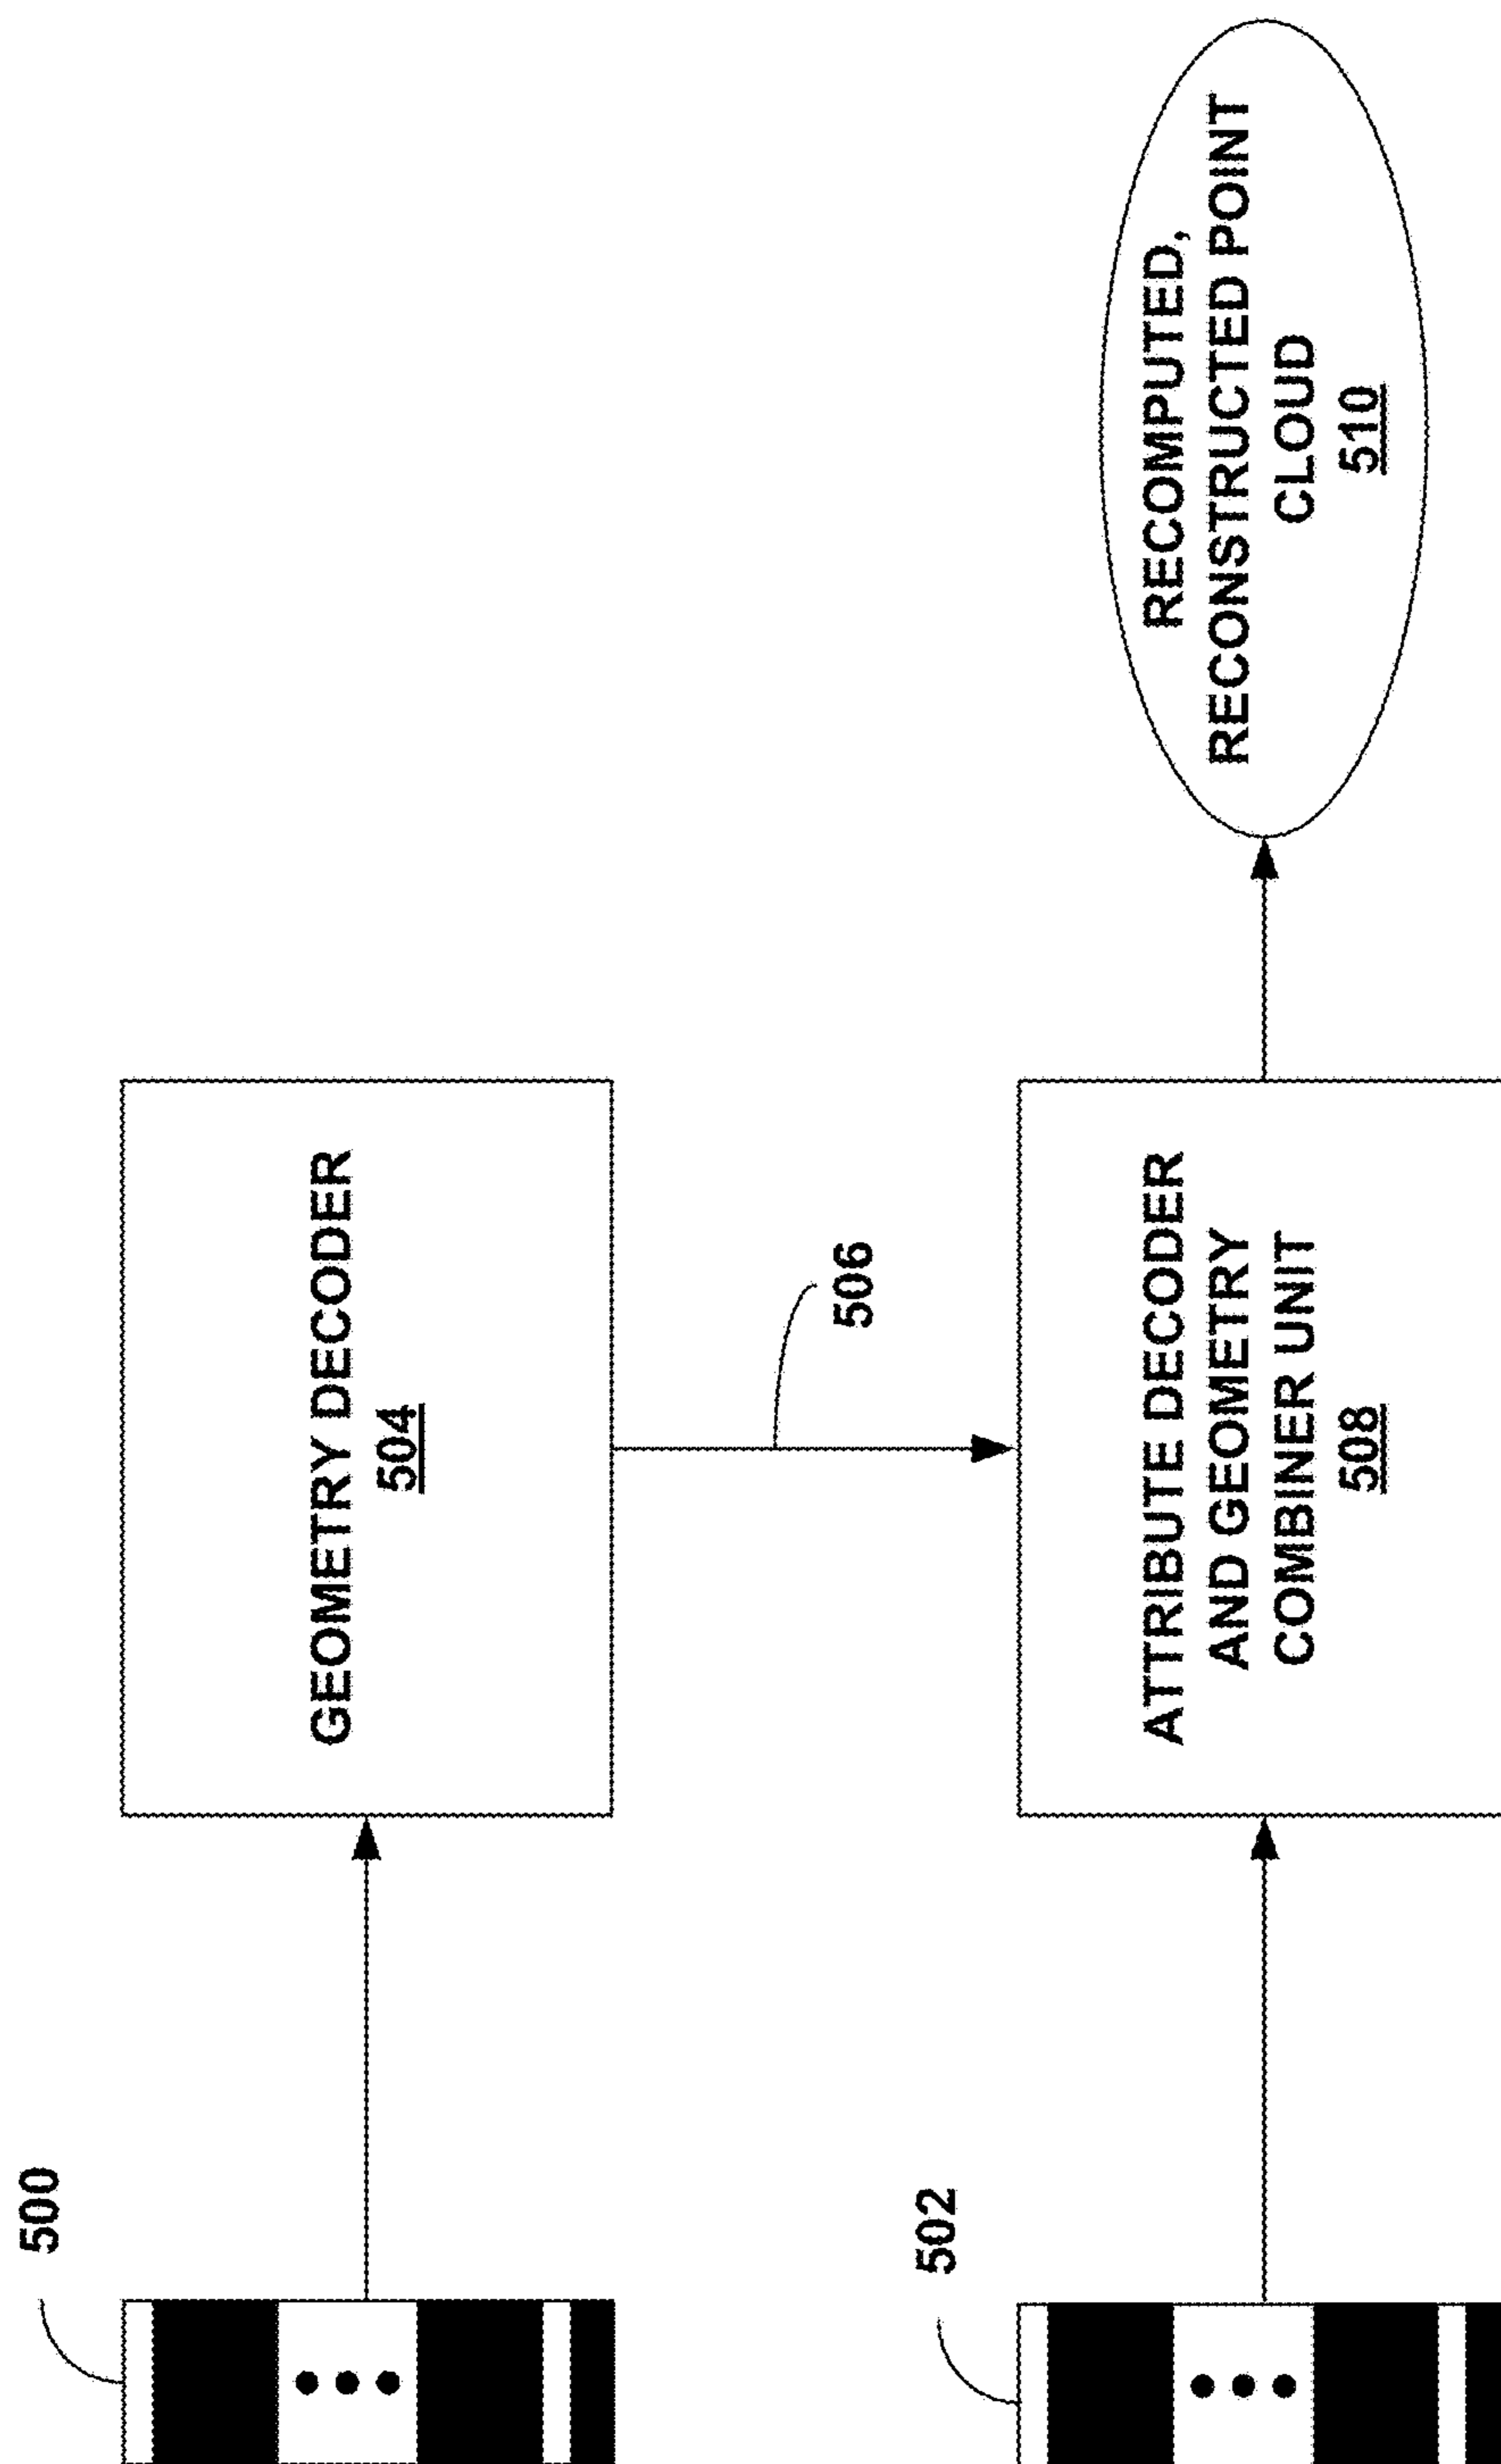 500
GEOMETRY DECODER
504
506
502
ATTRIBUTE DECODER
AND GEOMETRY
COMBINER UNIT
508
RECOMPUTED,
RECONSTRUCTED POINT
CLOUD
510